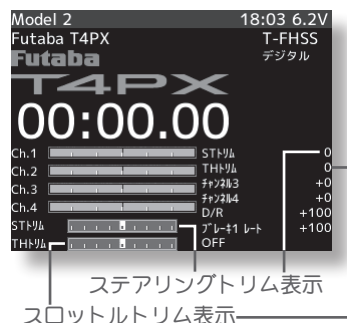 Model 2 18:03 6.2V
Futaba T4PX T-FHSS
Futaba デジタル
T4PX
00:00.00
Ch.1 STトリム 0
Ch.2 THトリム 0
Ch.3 チャンネル3 +0
Ch.4 チャンネル4 +0
D/R +100
STトリム ブレーキ1 レート +100
THトリム OFF
ステアリングトリム表示
スロットルトリム表示